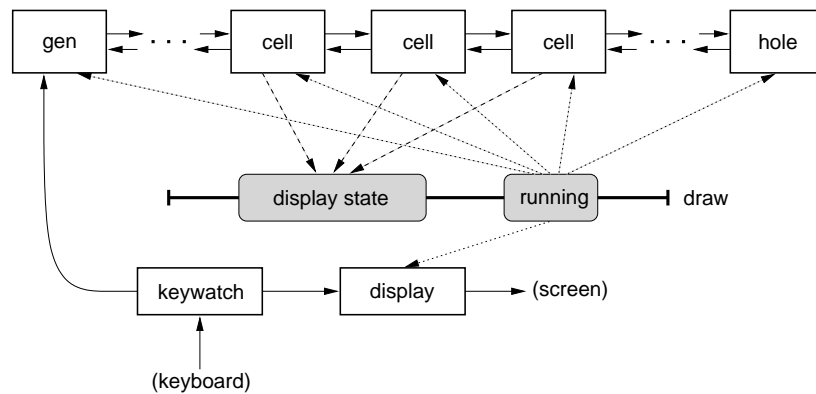 gen
. . .
cell
cell
cell
. . .
hole
display state
running
draw
keywatch
display
(screen)
(keyboard)